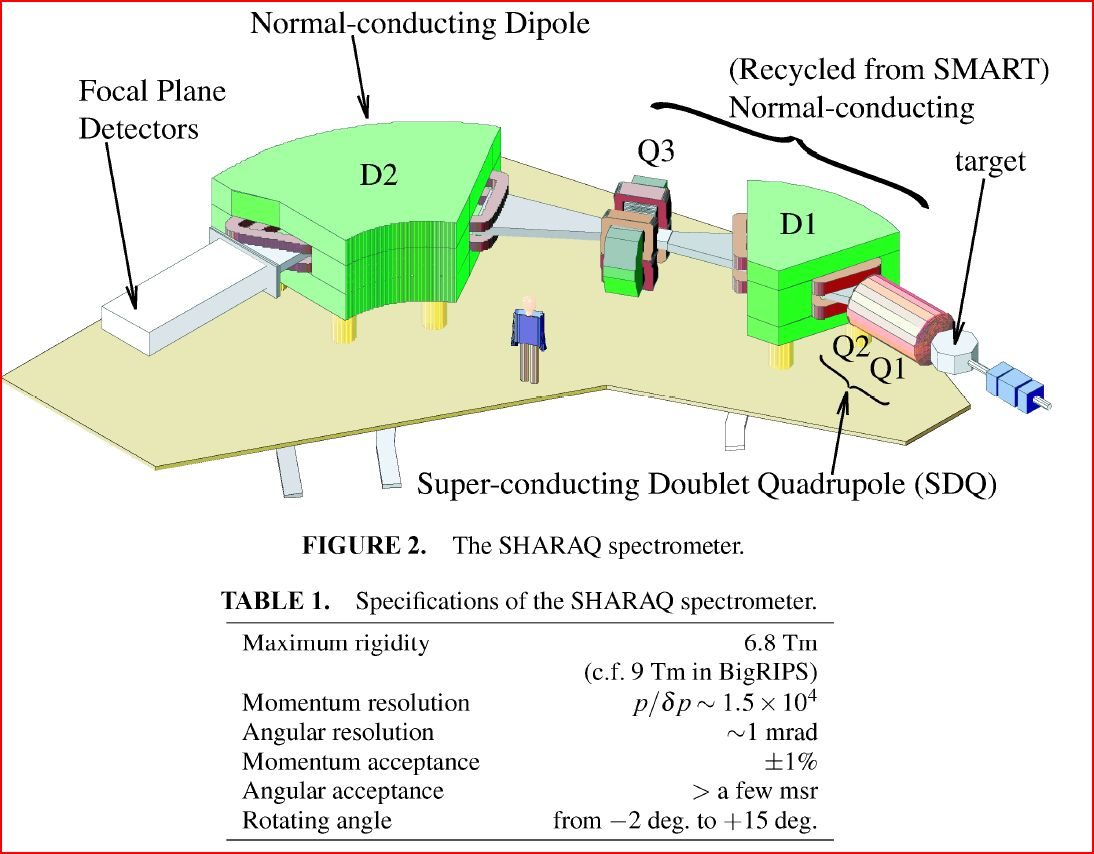 Normal-conducting Dipole
(Recycled from SMART)
Normal-conducting
Focal Plane
Detectors
target
Q3
D2
D1
Q2
Q1
Super-conducting Doublet Quadrupole (SDQ)
FIGURE 2. The SHARAQ spectrometer.
TABLE 1. Specifications of the SHARAQ spectrometer.
Maximum rigidity 6.8 Tm
(c.f. 9 Tm in BigRIPS)
Momentum resolution p/δp ∼ 1.5 × 10⁴
Angular resolution ∼1 mrad
Momentum acceptance ±1%
Angular acceptance > a few msr
Rotating angle from −2 deg. to +15 deg.